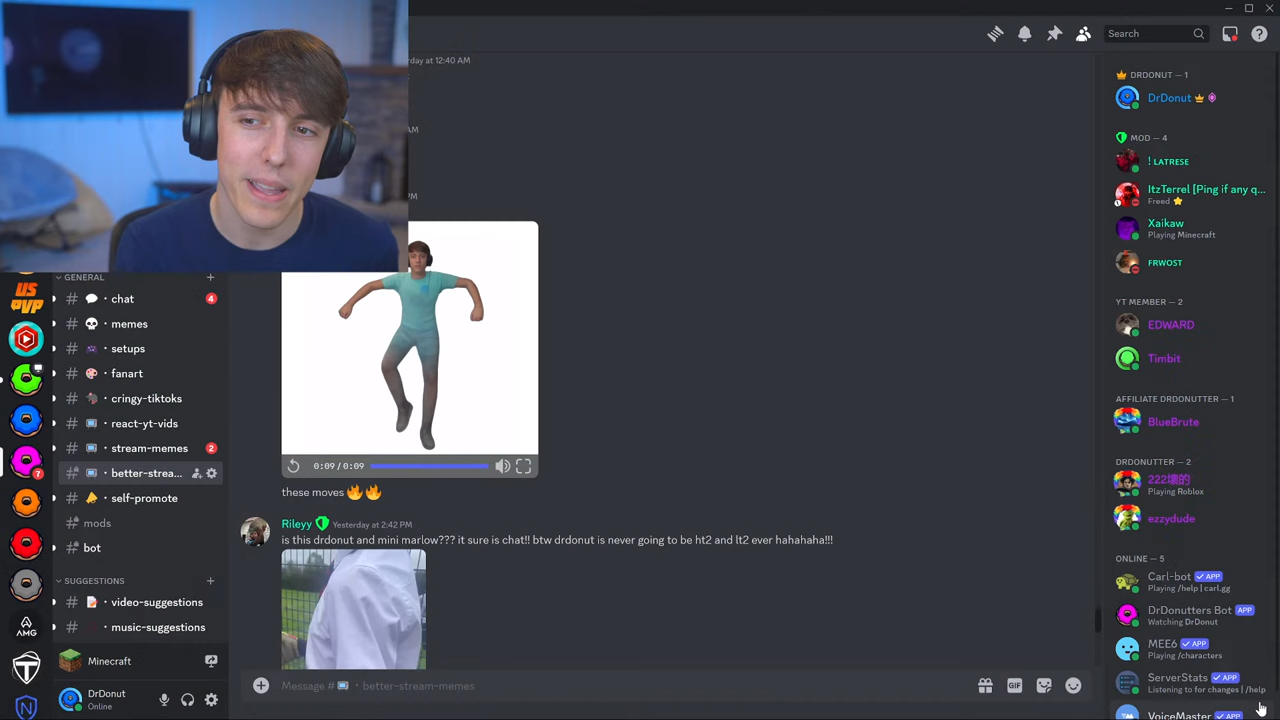 Search
rday at 12:40 AM
AM
PM
0:09 / 0:09
these moves 🔥🔥
Rileyy Yesterday at 2:42 PM
is this drdonut and mini marlow??? it sure is chat!! btw drdonut is never going to be ht2 and lt2 ever hahahaha!!!
Message # 📺 ・better-stream-memes
GIF
US
PVP
7
AMG
GENERAL
chat
4
memes
setups
fanart
cringy-tiktoks
react-yt-vids
stream-memes
2
better-strea...
self-promote
mods
bot
SUGGESTIONS
video-suggestions
music-suggestions
Minecraft
DrDonut
Online
DRDONUT — 1
DrDonut
MOD — 4
! LATRESE
ItzTerrel [Ping if any q...
Freed ⭐
Xaikaw
Playing Minecraft
FRWOST
YT MEMBER — 2
EDWARD
Timbit
AFFILIATE DRDONUTTER — 1
BlueBrute
DRDONUTTER — 2
222壊的
Playing Roblox
ezzydude
ONLINE — 5
Carl-bot ✓ APP
Playing /help | carl.gg
DrDonutters Bot APP
Watching DrDonut
MEE6 ✓ APP
Playing /characters
ServerStats ✓ APP
Listening to for changes | /help
VoiceMaster ✓ APP